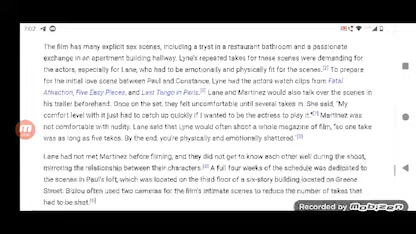 7:02
The film has many explicit sex scenes, including a tryst in a restaurant bathroom and a passionate
exchange in an apartment building hallway. Lyne's repeated takes for these scenes were demanding for
the actors, especially for Lane, who had to be emotionally and physically fit for the scenes.[2] To prepare
for the initial love scene between Paul and Constance, Lyne had the actors watch clips from Fatal
Attraction, Five Easy Pieces, and Last Tango in Paris.[2] Lane and Martinez would also talk over the scenes in
his trailer beforehand. Once on the set, they felt uncomfortable until several takes in. She said, "My
comfort level with it just had to catch up quickly if I wanted to be the actress to play it." Martinez was
not comfortable with nudity. Lane said that Lyne would often shoot a whole magazine of film, "so one take
was as long as five takes. By the end, you're physically and emotionally shattered."
Lane had not met Martinez before filming, and they did not get to know each other well during the shoot,
mirroring the relationship between their characters. A full four weeks of the schedule was dedicated to
the scenes in Paul's loft, which was located on the third floor of a six-story building located on Greene
Street. Biziou often used two cameras for the film's intimate scenes to reduce the number of takes that
had to be shot.
Recorded by Mobizen